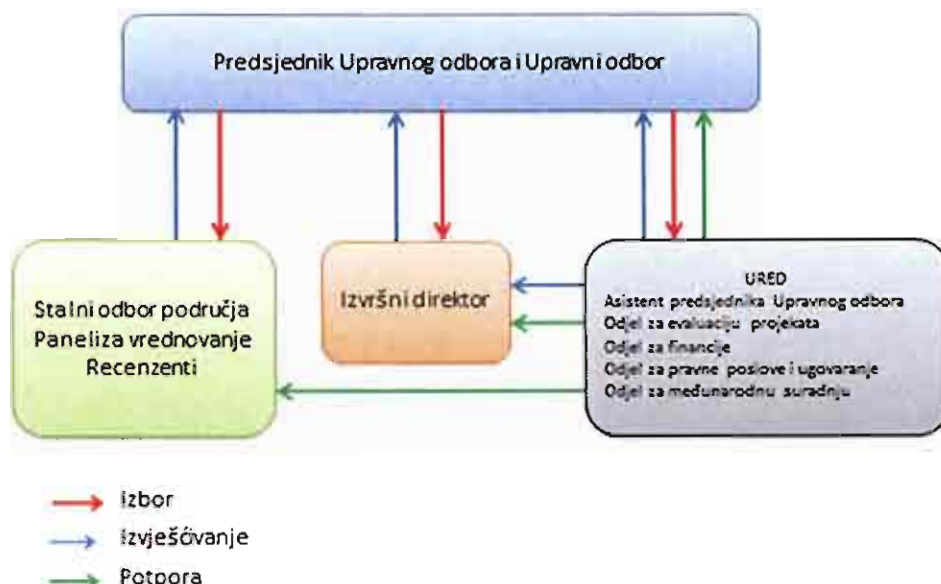 Predsjednik Upravnog odbora i Upravni odbor
Stalni odbor područja
Paneli za vrednovanje
Recenzenti
Izvršni direktor
URED
Asistent predsjednika Upravnog odbora
Odjel za evaluaciju projekata
Odjel za financije
Odjel za pravne poslove i ugovaranje
Odjel za međunarodnu suradnju
Izbor
Izvješćivanje
Potpora